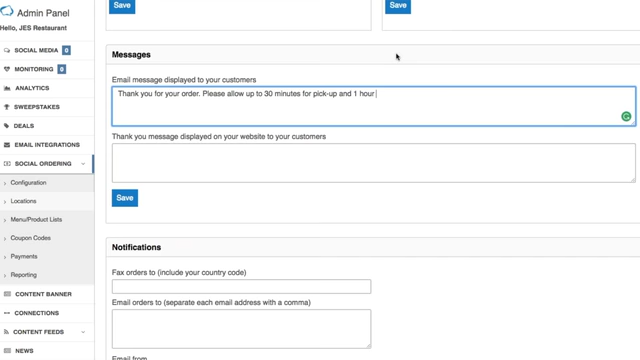 Admin Panel
Hello, JES Restaurant
SOCIAL MEDIA 0
MONITORING 0
ANALYTICS
SWEEPSTAKES
DEALS
EMAIL INTEGRATIONS
SOCIAL ORDERING
Configuration
Locations
Menu/Product Lists
Coupon Codes
Payments
Reporting
CONTENT BANNER
CONNECTIONS
CONTENT FEEDS
NEWS
Save
Save
Messages
Email message displayed to your customers
Thank you for your order. Please allow up to 30 minutes for pick-up and 1 hour
Thank you message displayed on your website to your customers
Save
Notifications
Fax orders to (include your country code)
Email orders to (separate each email address with a comma)
Email from